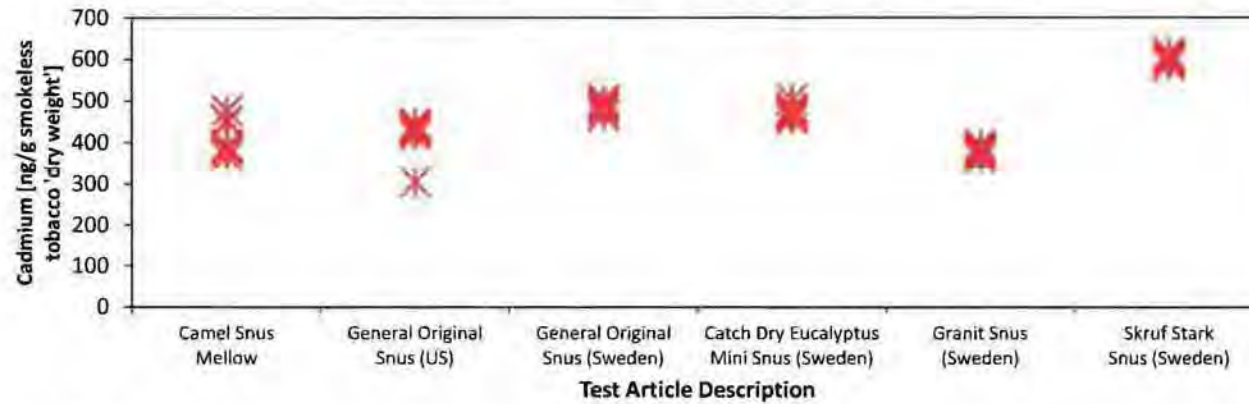 Cadmium [ng/g smokeless
tobacco 'dry weight']
700
600
500
400
300
200
100
0
Camel Snus
Mellow
General Original
Snus (US)
General Original
Snus (Sweden)
Catch Dry Eucalyptus
Mini Snus (Sweden)
Granit Snus
(Sweden)
Skruf Stark
Snus (Sweden)
Test Article Description